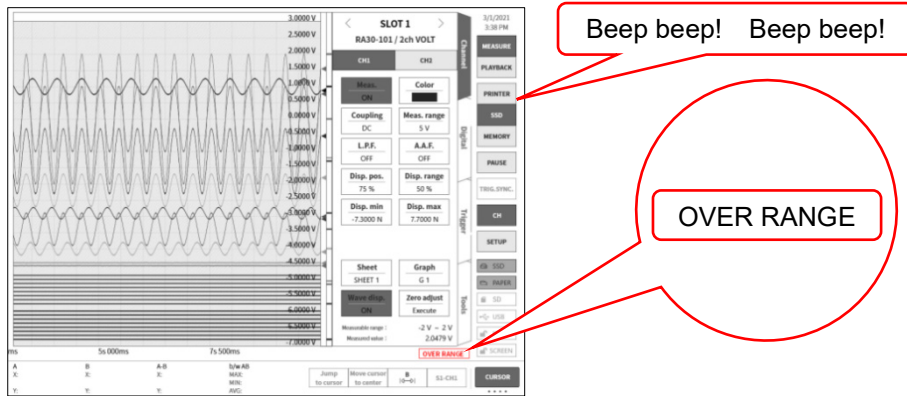 3.0000 V
2.5000 V
2.0000 V
1.5000 V
1.0000 V
0.5000 V
0.0000 V
-0.5000 V
-1.0000 V
-1.5000 V
-2.0000 V
-2.5000 V
-3.0000 V
-3.5000 V
-4.0000 V
-4.5000 V
-5.0000 V
-5.5000 V
-6.0000 V
-6.5000 V
-7.0000 V
ms 5s 000ms 7s 500ms
SLOT 1
RA30-101 / 2ch VOLT
CH1 CH2
Meas. Color
ON
Coupling Meas. range
DC 5 V
L.P.F. A.A.F.
OFF OFF
Disp. pos. Disp. range
75 % 50 %
Disp. min Disp. max
-7.3000 N 7.7000 N
Sheet Graph
SHEET 1 G 1
Wave disp. Zero adjust
ON Execute
Measurable range : -2 V ~ 2 V
Measured value : 2.0479 V
OVER RANGE
Channel
Digital
Trigger
Tools
3/1/2021
3:38 PM
MEASURE
PLAYBACK
PRINTER
SSD
MEMORY
PAUSE
TRIG.SYNC.
CH
SETUP
SSD
PAPER
SD
USB
SCREEN
A B A-B b/w AB
X: X: X: MAX:
MIN:
Y: Y: Y: AVG:
Jump
to cursor
Move cursor
to center
B
S1-CH1
CURSOR
Beep beep! Beep beep!
OVER RANGE